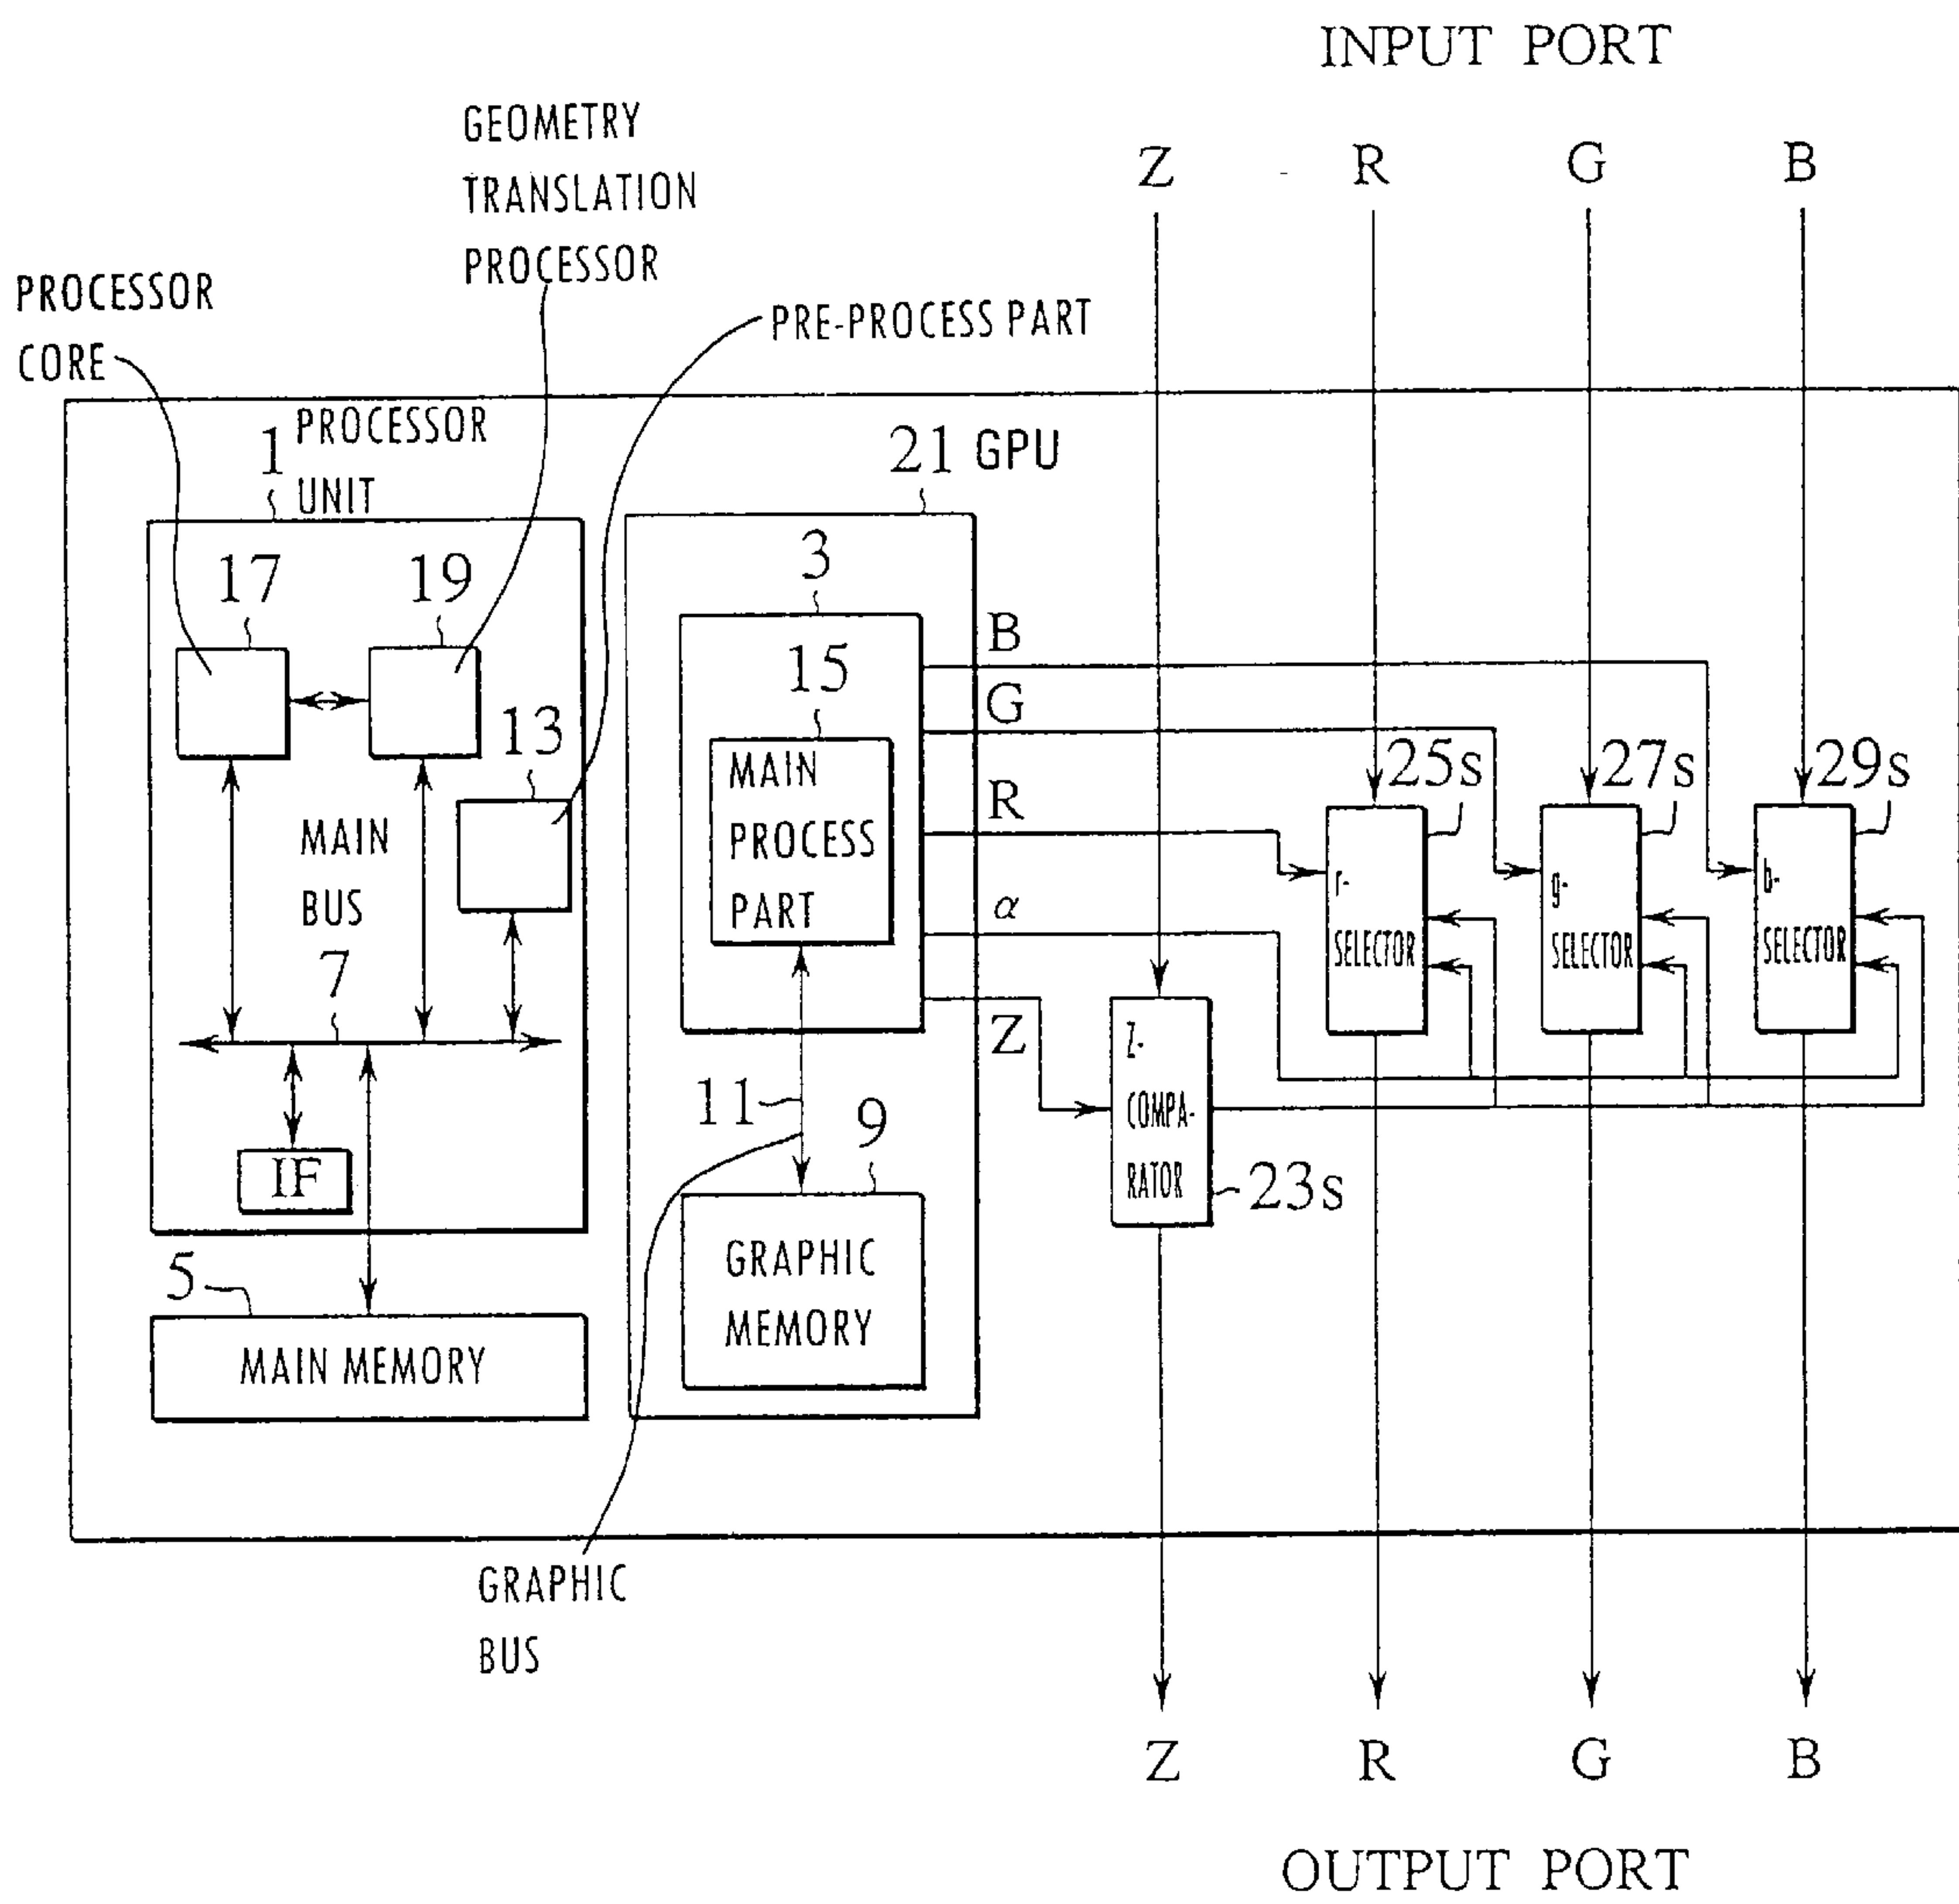 INPUT PORT
GEOMETRY
TRANSLATION
PROCESSOR
Z
R
G
B
PROCESSOR
CORE
PRE-PROCESS PART
1
PROCESSOR
UNIT
21 GPU
17
19
13
3
15
MAIN
PROCESS
PART
B
G
R
α
Z
25s
27s
29s
r-
SELECTOR
g-
SELECTOR
b-
SELECTOR
MAIN
BUS
7
IF
11
9
Z-
COMPA-
RATOR
23s
GRAPHIC
MEMORY
5
MAIN MEMORY
GRAPHIC
BUS
Z
R
G
B
OUTPUT PORT